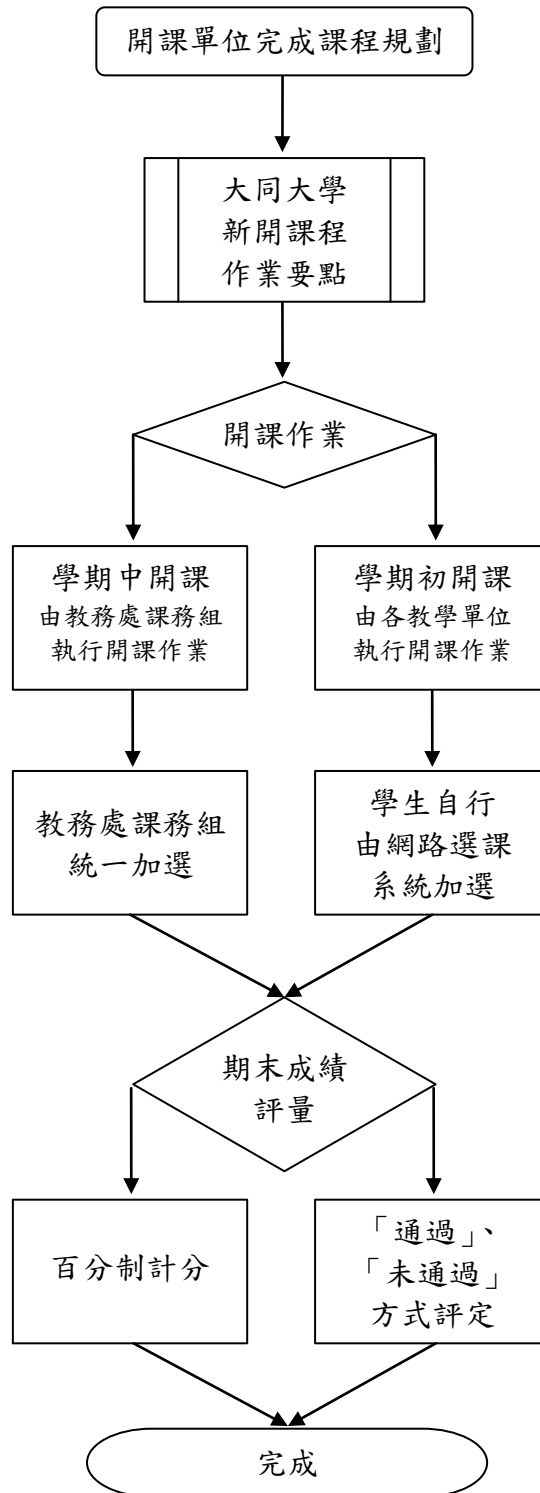 開課單位完成課程規劃
大同大學
新開課程
作業要點
開課作業
學期中開課
由教務處課務組
執行開課作業
學期初開課
由各教學單位
執行開課作業
教務處課務組
統一加選
學生自行
由網路選課
系統加選
期末成績
評量
百分制計分
「通過」、
「未通過」
方式評定
完成